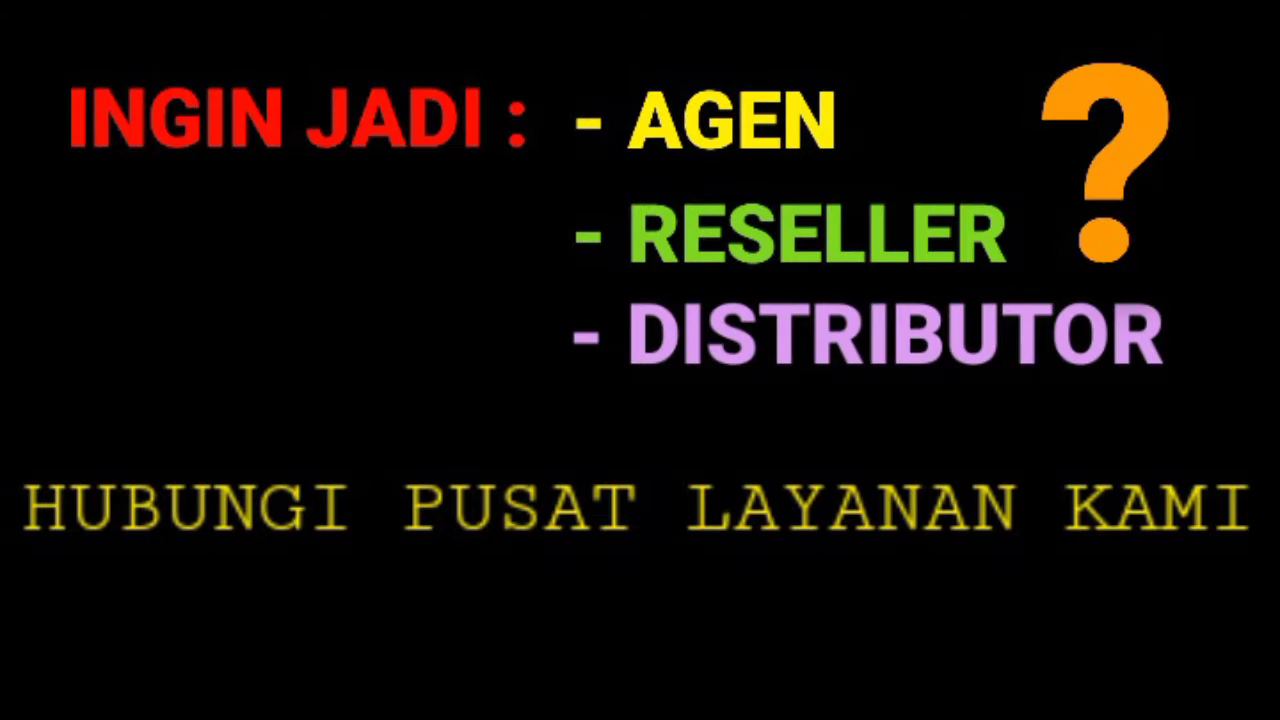 INGIN JADI : - AGEN ?
- RESELLER
- DISTRIBUTOR
HUBUNGI PUSAT LAYANAN KAMI